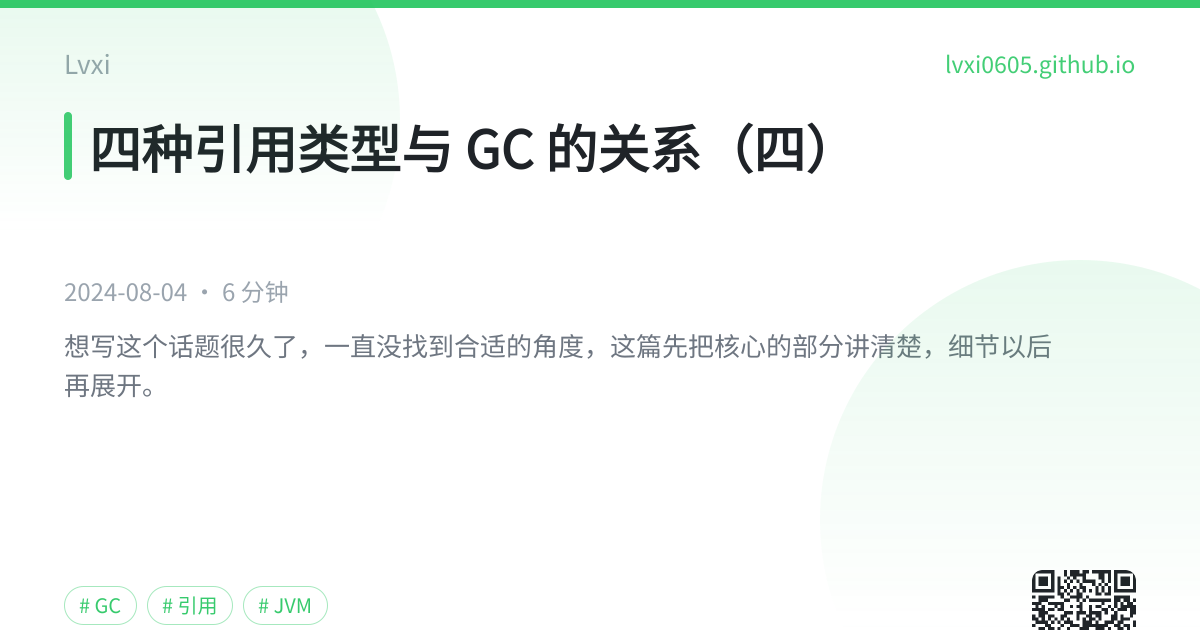 Lvxi
lvxi0605.github.io
四种引用类型与 GC 的关系（四）
2024-08-04 · 6 分钟
想写这个话题很久了，一直没找到合适的角度，这篇先把核心的部分讲清楚，细节以后
再展开。
# GC
# 引用
# JVM